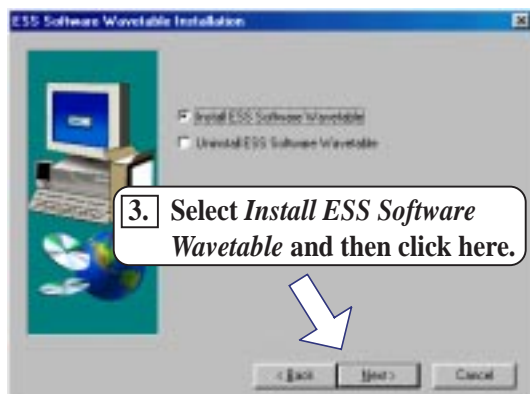 ESS Software Wavetable Installation
Install ESS Software Wavetable
Uninstall ESS Software Wavetable
3. Select Install ESS Software
Wavetable and then click here.
< Back Next > Cancel